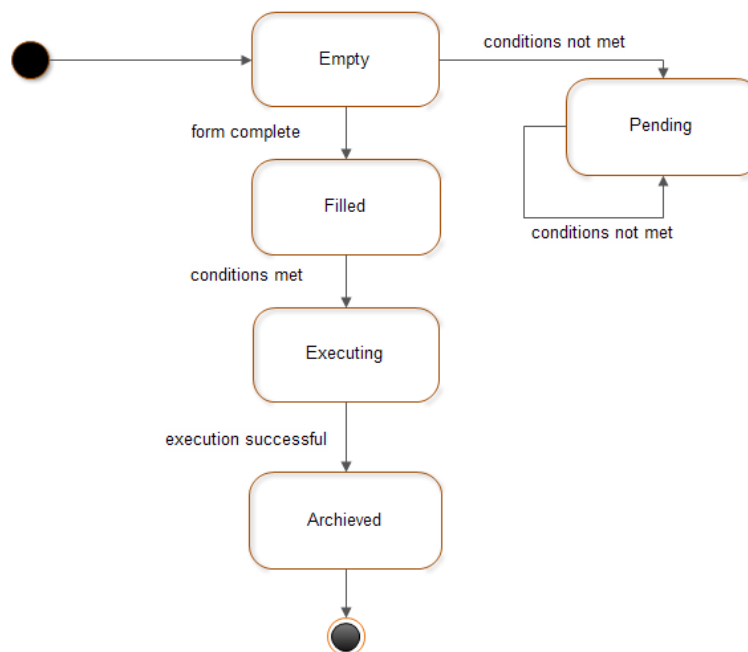 Empty
conditions not met
Pending
form complete
Filled
conditions not met
conditions met
Executing
execution successful
Archieved